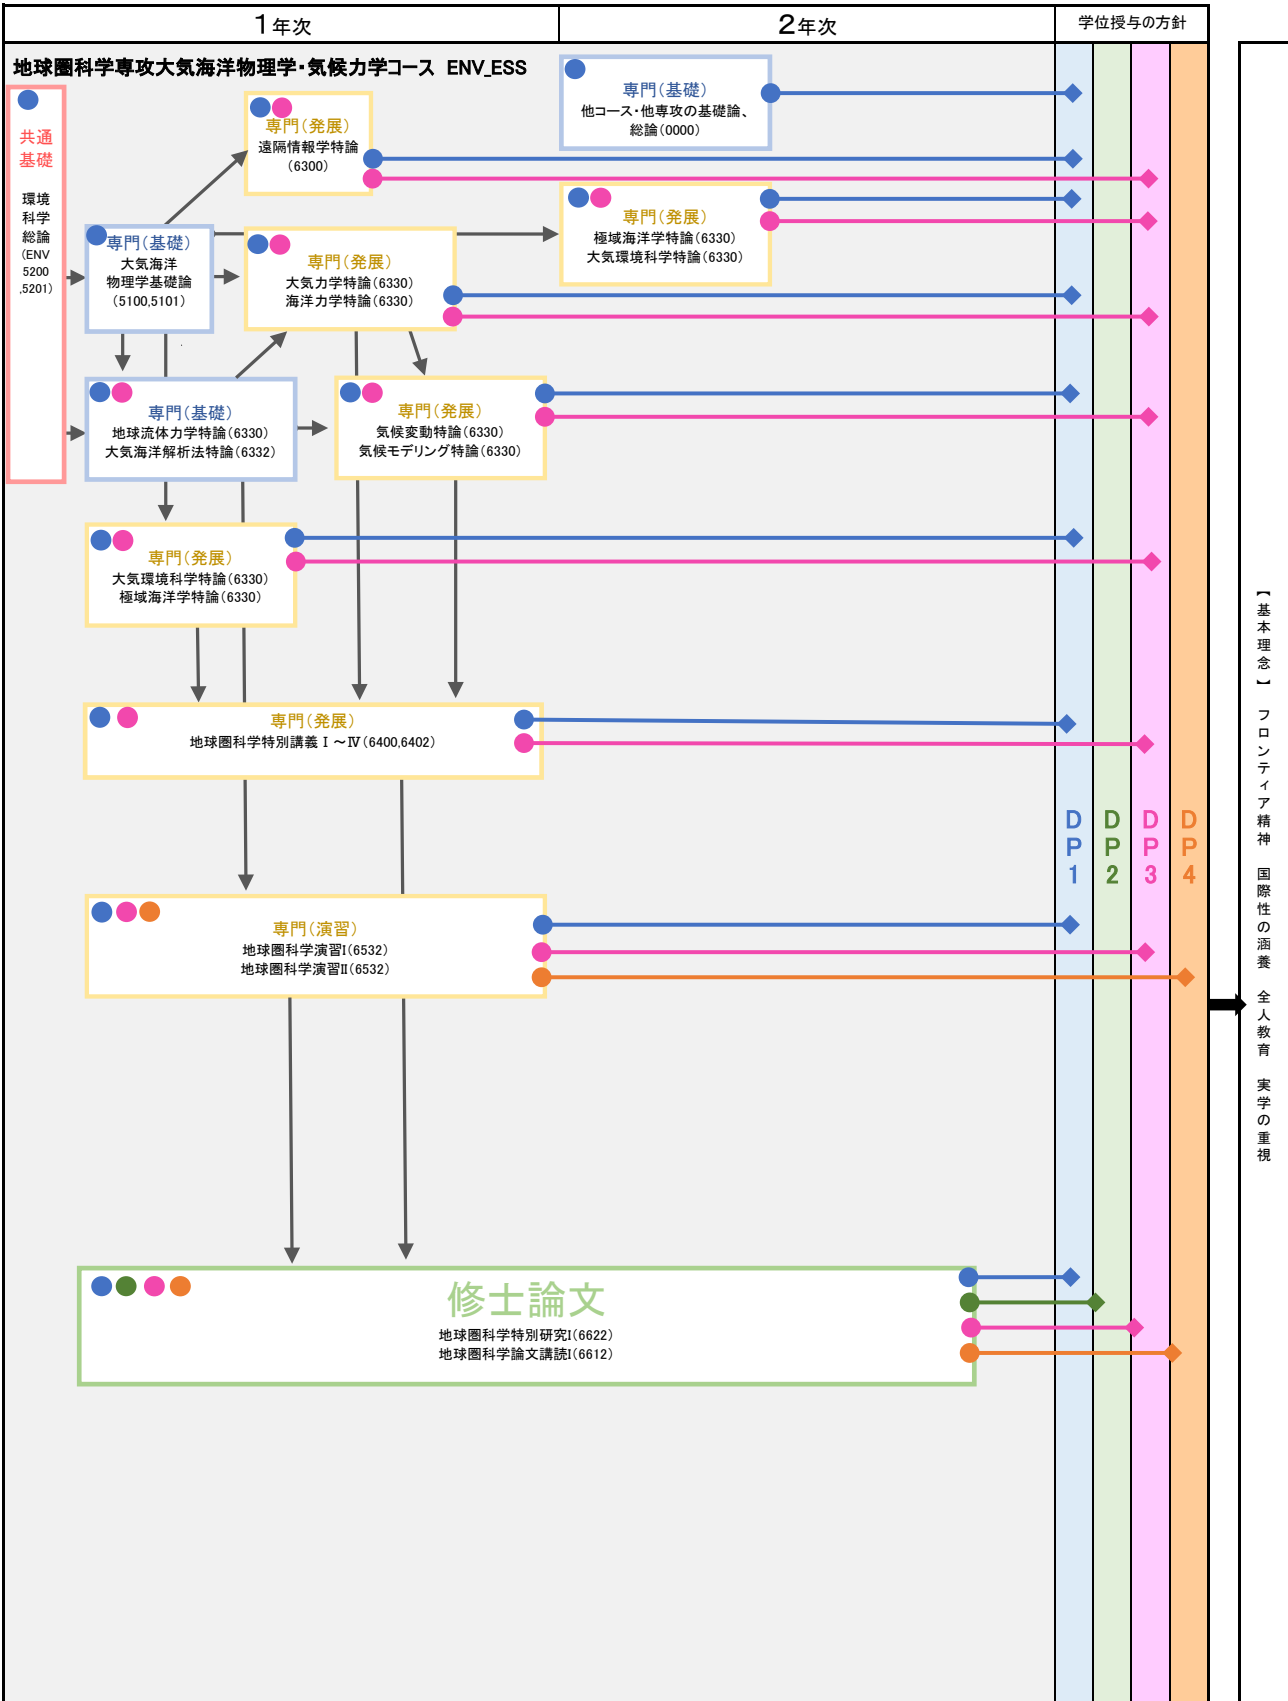 1年次
2年次
学位授与の方針
地球圏科学専攻大気海洋物理学・気候力学コース ENV_ESS
共通
基礎
環境
科学
総論
(ENV
5200
,5201)
専門(発展)
遠隔情報学特論
(6300)
専門(基礎)
他コース・他専攻の基礎論、
総論(0000)
専門(基礎)
大気海洋
物理学基礎論
(5100,5101)
専門(発展)
大気力学特論(6330)
海洋力学特論(6330)
専門(発展)
極域海洋学特論(6330)
大気環境科学特論(6330)
専門(基礎)
地球流体力学特論(6330)
大気海洋解析法特論(6332)
専門(発展)
気候変動特論(6330)
気候モデリング特論(6330)
専門(発展)
大気環境科学特論(6330)
極域海洋学特論(6330)
専門(発展)
地球圏科学特別講義Ⅰ～Ⅳ(6400,6402)
専門(演習)
地球圏科学演習I(6532)
地球圏科学演習II(6532)
修士論文
地球圏科学特別研究I(6622)
地球圏科学論文講読I(6612)
DP1
DP2
DP3
DP4
【基本理念】 フロンティア精神 国際性の涵養 全人教育 実学の重視